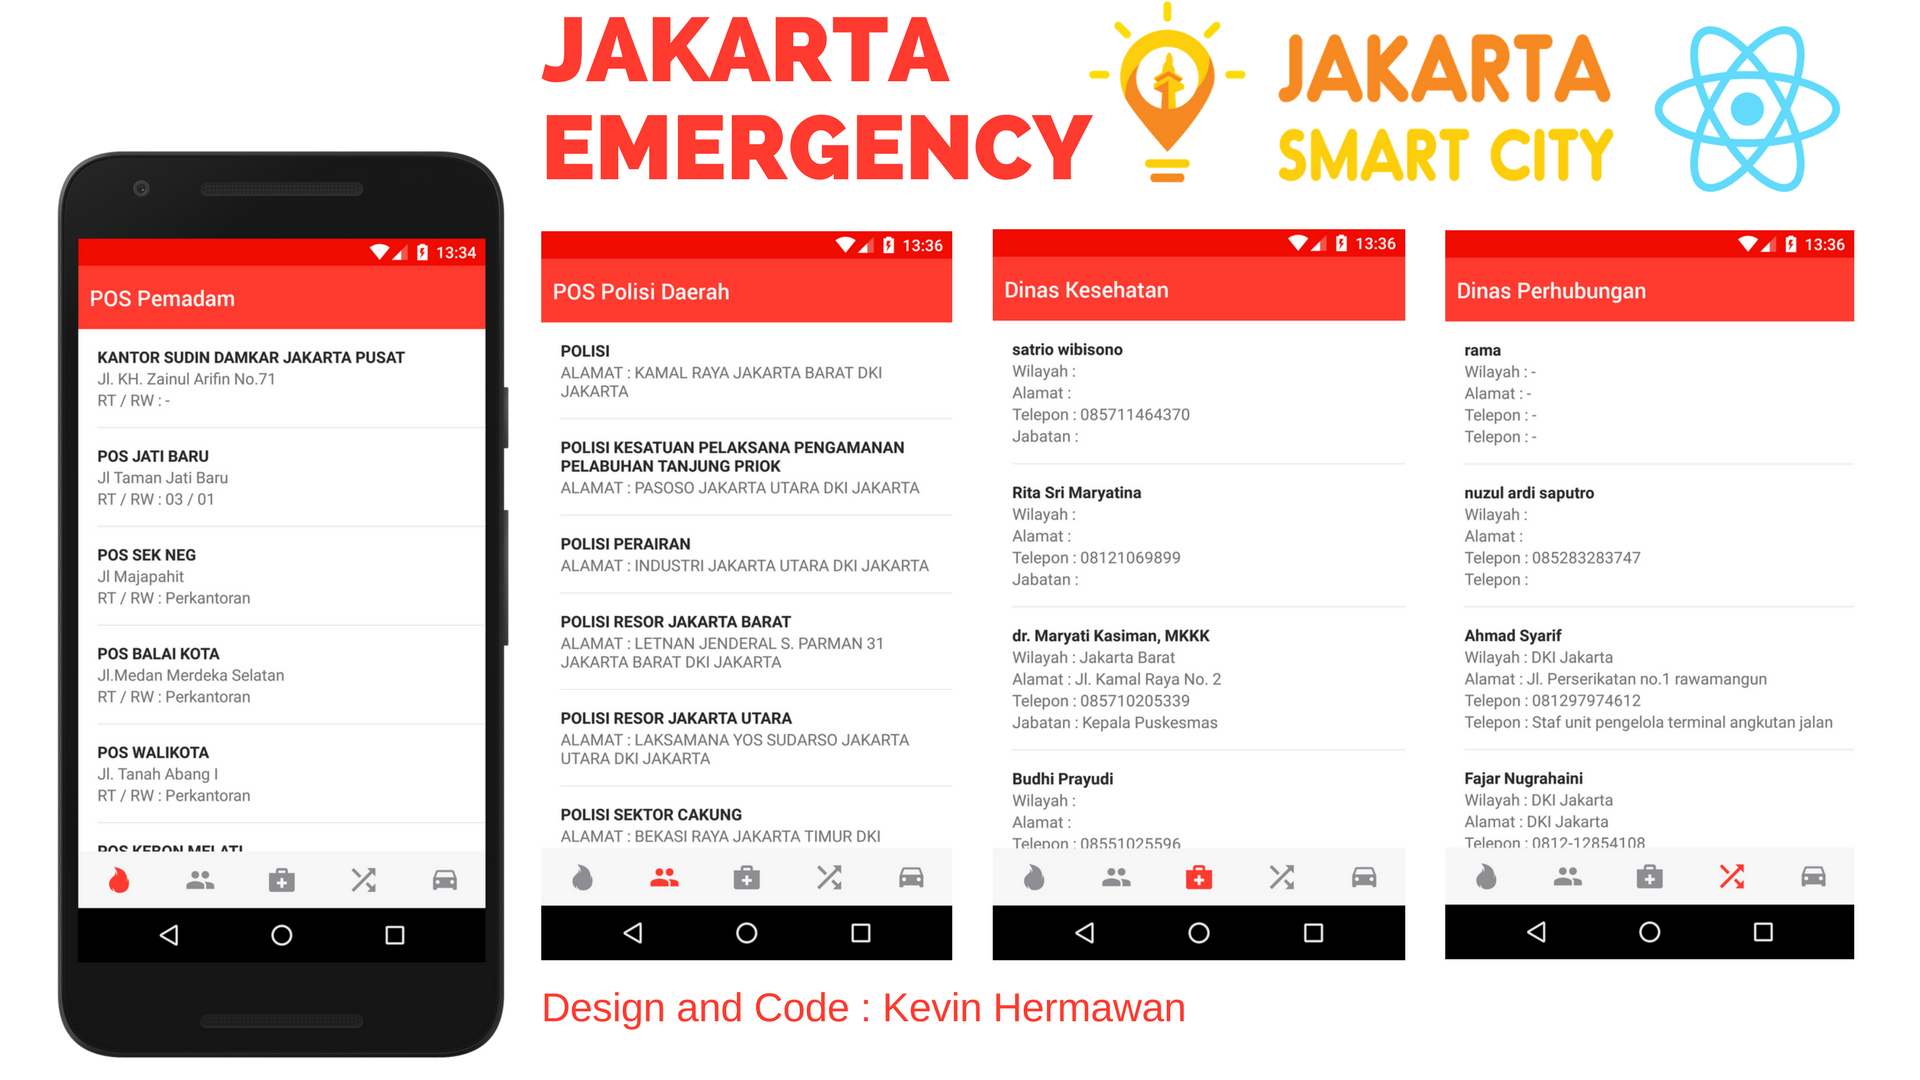 JAKARTA
EMERGENCY
JAKARTA
SMART CITY
13:34
POS Pemadam
KANTOR SUDIN DAMKAR JAKARTA PUSAT
Jl. KH. Zainul Arifin No.71
RT / RW : -
POS JATI BARU
Jl Taman Jati Baru
RT / RW : 03 / 01
POS SEK NEG
Jl Majapahit
RT / RW : Perkantoran
POS BALAI KOTA
Jl.Medan Merdeka Selatan
RT / RW : Perkantoran
POS WALIKOTA
Jl. Tanah Abang I
RT / RW : Perkantoran
POS KEBON MELATI
13:36
POS Polisi Daerah
POLISI
ALAMAT : KAMAL RAYA JAKARTA BARAT DKI
JAKARTA
POLISI KESATUAN PELAKSANA PENGAMANAN
PELABUHAN TANJUNG PRIOK
ALAMAT : PASOSO JAKARTA UTARA DKI JAKARTA
POLISI PERAIRAN
ALAMAT : INDUSTRI JAKARTA UTARA DKI JAKARTA
POLISI RESOR JAKARTA BARAT
ALAMAT : LETNAN JENDERAL S. PARMAN 31
JAKARTA BARAT DKI JAKARTA
POLISI RESOR JAKARTA UTARA
ALAMAT : LAKSAMANA YOS SUDARSO JAKARTA
UTARA DKI JAKARTA
POLISI SEKTOR CAKUNG
ALAMAT : BEKASI RAYA JAKARTA TIMUR DKI
13:36
Dinas Kesehatan
satrio wibisono
Wilayah :
Alamat :
Telepon : 085711464370
Jabatan :
Rita Sri Maryatina
Wilayah :
Alamat :
Telepon : 08121069899
Jabatan :
dr. Maryati Kasiman, MKKK
Wilayah : Jakarta Barat
Alamat : Jl. Kamal Raya No. 2
Telepon : 085710205339
Jabatan : Kepala Puskesmas
Budhi Prayudi
Wilayah :
Alamat :
Telepon : 08551025596
13:36
Dinas Perhubungan
rama
Wilayah : -
Alamat : -
Telepon : -
Telepon : -
nuzul ardi saputro
Wilayah :
Alamat :
Telepon : 085283283747
Telepon :
Ahmad Syarif
Wilayah : DKI Jakarta
Alamat : Jl. Perserikatan no.1 rawamangun
Telepon : 081297974612
Telepon : Staf unit pengelola terminal angkutan jalan
Fajar Nugrahaini
Wilayah : DKI Jakarta
Alamat : DKI Jakarta
Telepon : 0812-12854108
Design and Code : Kevin Hermawan